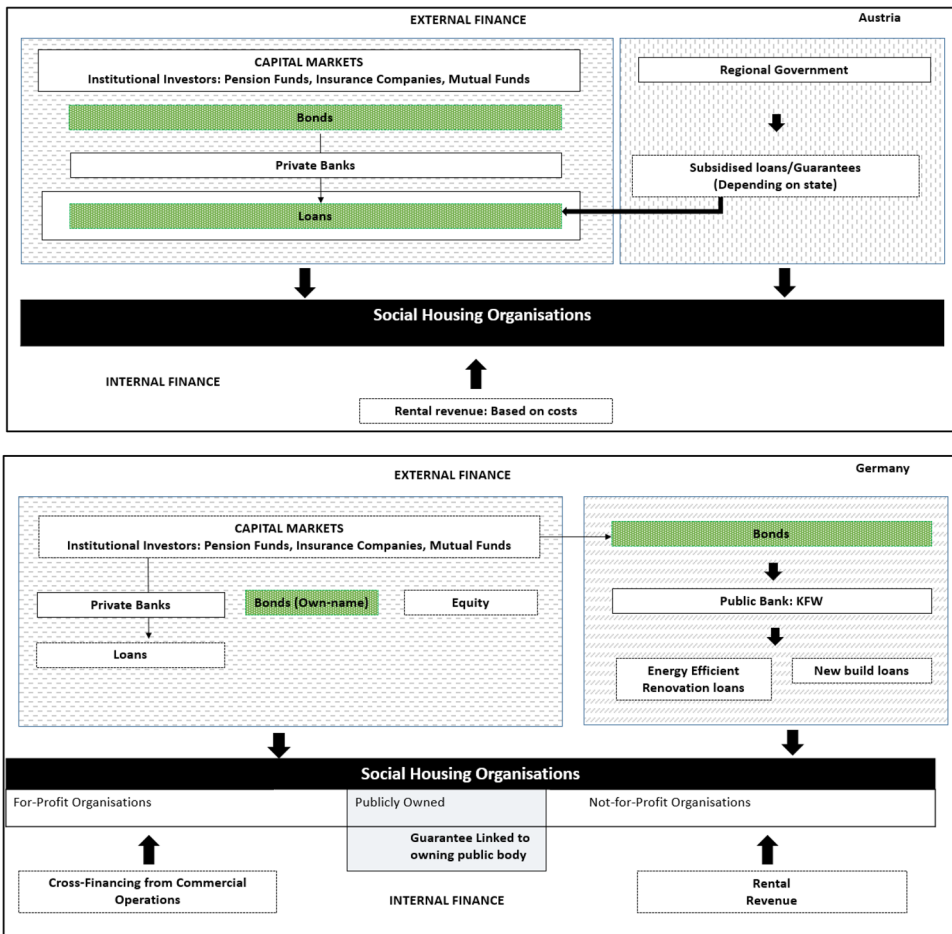 EXTERNAL FINANCE
Austria
CAPITAL MARKETS
Institutional Investors: Pension Funds, Insurance Companies, Mutual Funds
Bonds
Private Banks
Loans
Regional Government
Subsidised loans/Guarantees
(Depending on state)
Social Housing Organisations
INTERNAL FINANCE
Rental revenue: Based on costs
EXTERNAL FINANCE
Germany
CAPITAL MARKETS
Institutional Investors: Pension Funds, Insurance Companies, Mutual Funds
Private Banks
Bonds (Own-name)
Equity
Loans
Bonds
Public Bank: KFW
Energy Efficient
Renovation loans
New build loans
Social Housing Organisations
For-Profit Organisations
Publicly Owned
Not-for-Profit Organisations
Guarantee Linked to
owning public body
Cross-Financing from Commercial
Operations
INTERNAL FINANCE
Rental
Revenue